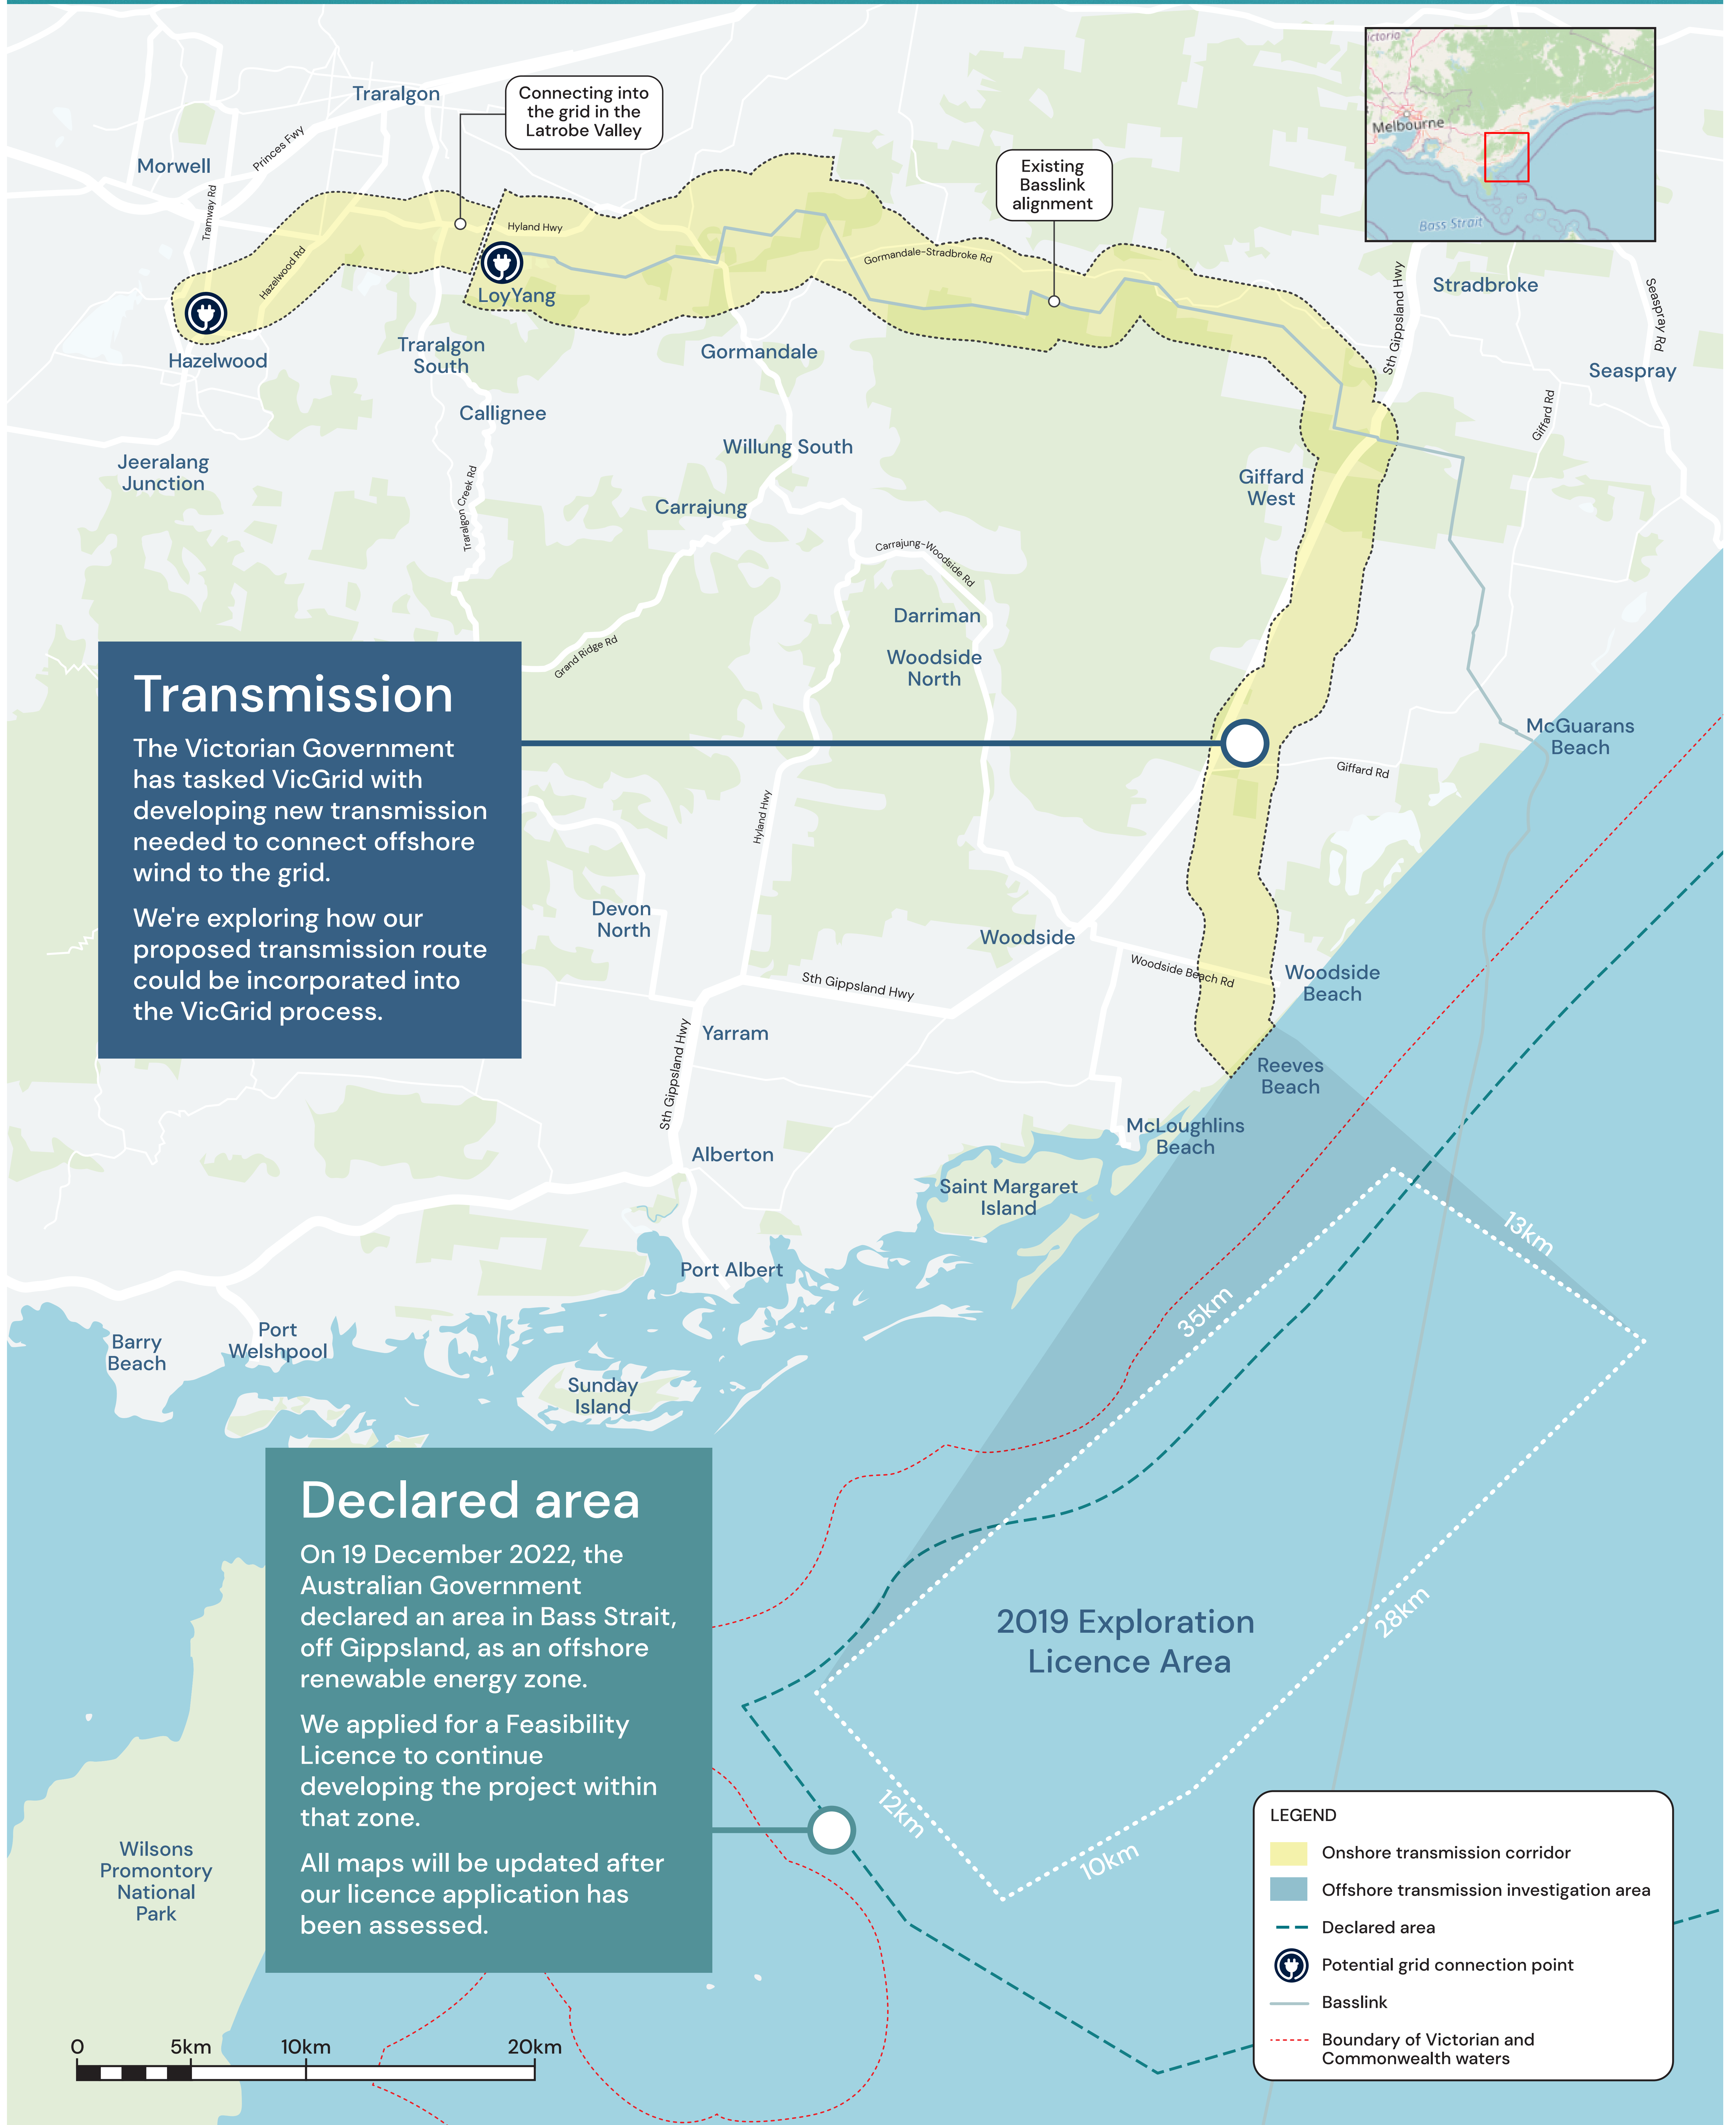 Traralgon
Connecting into
the grid in the
Latrobe Valley
Morwell
Princes Fwy
Tramway Rd
Existing
Basslink
alignment
ictoria
Melbourne
Bass Strait
Hyland Hwy
Hazelwood Rd
Gormandale-Stradbroke Rd
LoyYang
Hazelwood
Traralgon
South
Gormandale
Sth Gippsland Hwy
Stradbroke
Seaspray Rd
Seaspray
Giffard Rd
Callignee
Willung South
Jeeralang
Junction
Traralgon Creek Rd
Carrajung
Giffard
West
Carrajung-Woodside Rd
Darriman
Woodside
North
Grand Ridge Rd
Transmission
The Victorian Government
has tasked VicGrid with
developing new transmission
needed to connect offshore
wind to the grid.
We're exploring how our
proposed transmission route
could be incorporated into
the VicGrid process.
McGuarans
Beach
Giffard Rd
Hyland Hwy
Devon
North
Woodside
Woodside Beach Rd
Woodside
Beach
Sth Gippsland Hwy
Yarram
Sth Gippsland Hwy
Reeves
Beach
McLoughlins
Beach
Alberton
Saint Margaret
Island
Port Albert
13km
35km
Barry
Beach
Port
Welshpool
Sunday
Island
Declared area
On 19 December 2022, the
Australian Government
declared an area in Bass Strait,
off Gippsland, as an offshore
renewable energy zone.
We applied for a Feasibility
Licence to continue
developing the project within
that zone.
All maps will be updated after
our licence application has
been assessed.
2019 Exploration
Licence Area
28km
12km
10km
Wilsons
Promontory
National
Park
0 5km 10km 20km
LEGEND
Onshore transmission corridor
Offshore transmission investigation area
Declared area
Potential grid connection point
Basslink
Boundary of Victorian and
Commonwealth waters